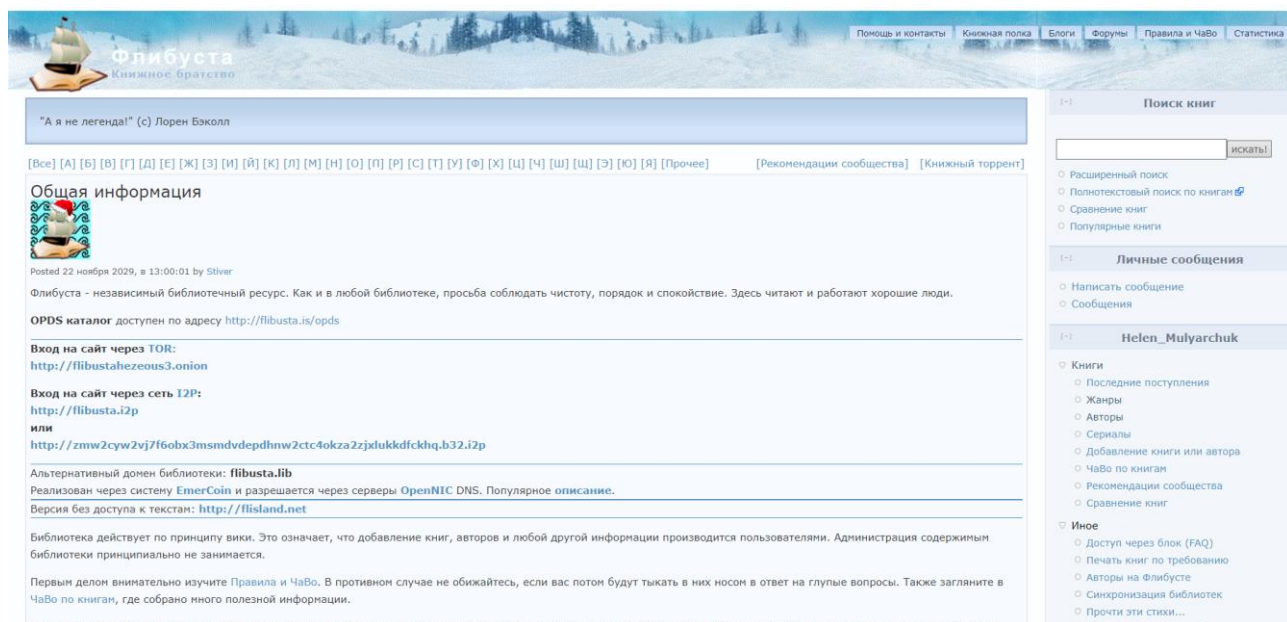 Помощь и контакты Книжная полка Блоги Форумы Правила и ЧаВо Статистика
Флибуста
Книжное братство
"А я не легенда!" (c) Лорен Бэколл
[Все] [А] [Б] [В] [Г] [Д] [Е] [Ж] [З] [И] [Й] [К] [Л] [М] [Н] [О] [П] [Р] [С] [Т] [У] [Ф] [Х] [Ц] [Ч] [Ш] [Щ] [Э] [Ю] [Я] [Прочее] [Рекомендации сообщества] [Книжный торрент]
Общая информация
Posted 22 ноября 2029, в 13:00:01 by Stiver
Флибуста - независимый библиотечный ресурс. Как и в любой библиотеке, просьба соблюдать чистоту, порядок и спокойствие. Здесь читают и работают хорошие люди.
OPDS каталог доступен по адресу http://flibusta.is/opds
Вход на сайт через TOR:
http://flibustahezeous3.onion
Вход на сайт через сеть I2P:
http://flibusta.i2p
или
http://zmw2cyw2vj7f6obx3msmdvdepdhnw2ctc4okza2zjxlukkdfckhq.b32.i2p
Альтернативный домен библиотеки: flibusta.lib
Реализован через систему EmerCoin и разрешается через серверы OpenNIC DNS. Популярное описание.
Версия без доступа к текстам: http://flisland.net
Библиотека действует по принципу вики. Это означает, что добавление книг, авторов и любой другой информации производится пользователями. Администрация содержимым
библиотеки принципиально не занимается.
Первым делом внимательно изучите Правила и ЧаВо. В противном случае не обижайтесь, если вас потом будут тыкать в них носом в ответ на глупые вопросы. Также загляните в
ЧаВо по книгам, где собрано много полезной информации.
[-] Поиск книг
искать!
Расширенный поиск
Полнотекстовый поиск по книгам
Сравнение книг
Популярные книги
[-] Личные сообщения
Написать сообщение
Сообщения
[-] Helen_Mulyarchuk
Книги
Последние поступления
Жанры
Авторы
Сериалы
Добавление книги или автора
ЧаВо по книгам
Рекомендации сообщества
Сравнение книг
Иное
Доступ через блок (FAQ)
Печать книг по требованию
Авторы на Флибусте
Синхронизация библиотек
Прочти эти стихи...